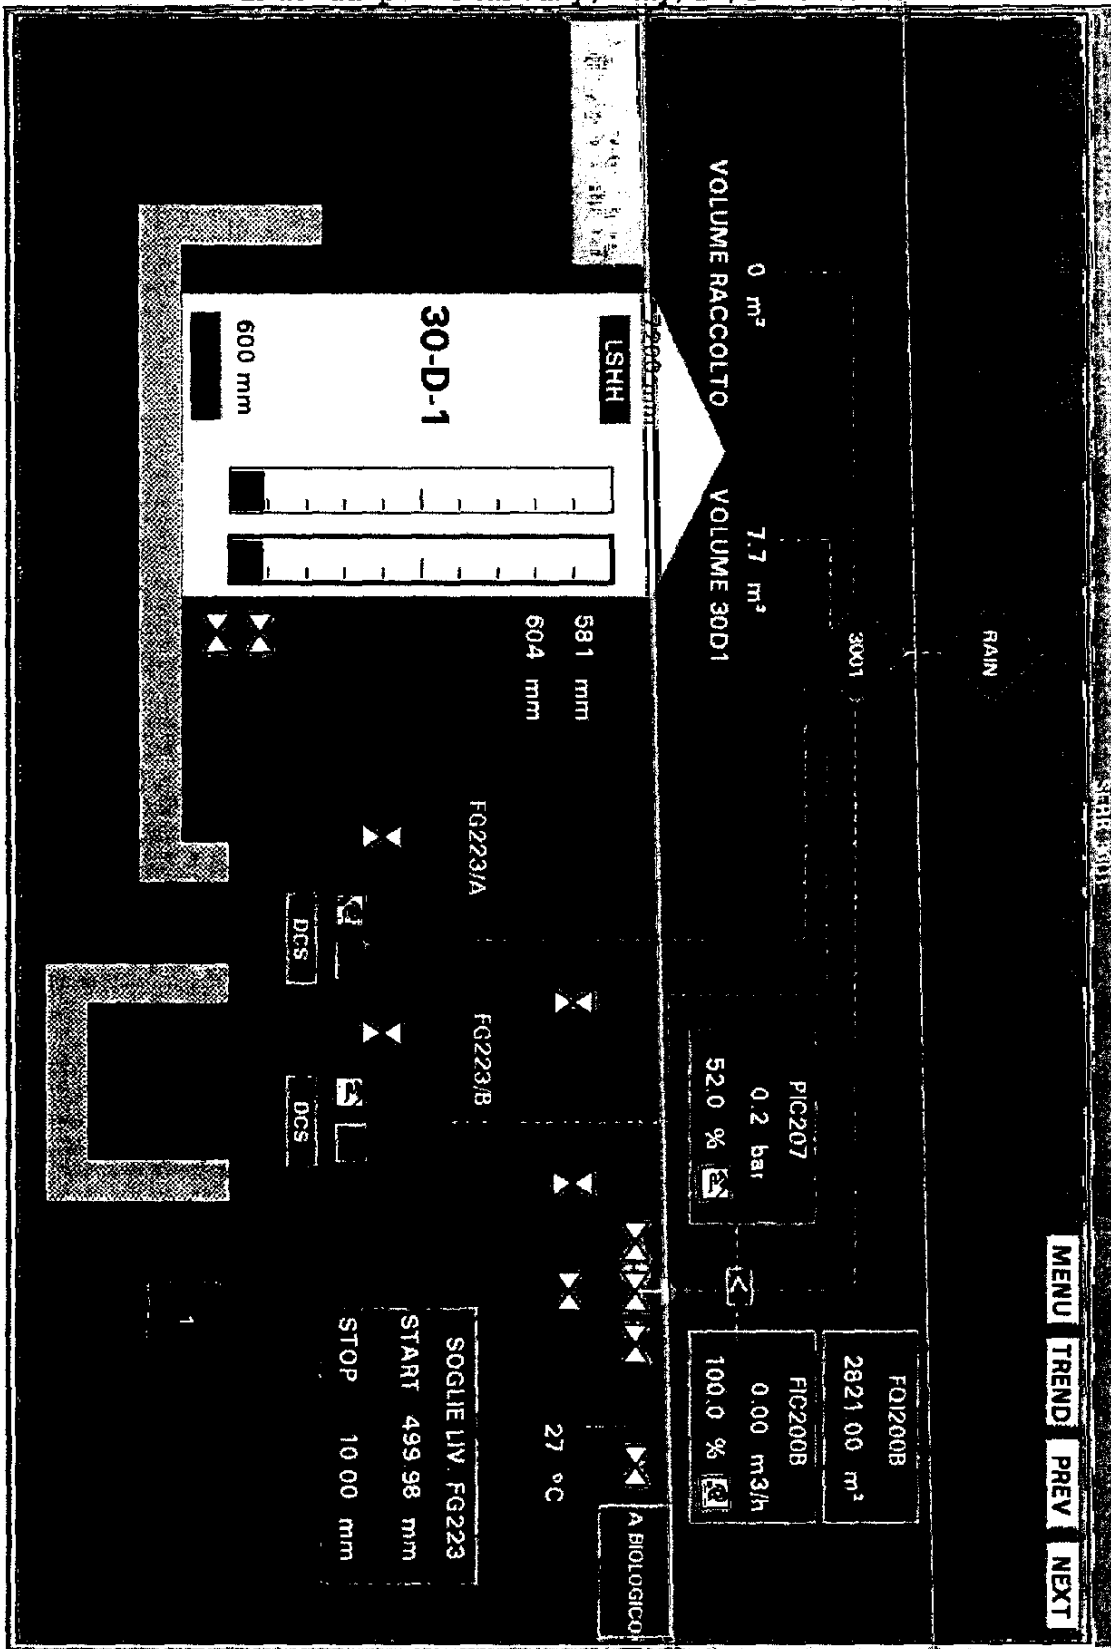 MENU TREND PREV NEXT
RAIN
3001
0 m³
7.7 m³
VOLUME RACCOLTO
VOLUME 30D1
FQI200B
2821.00 m³
PIC207
0.2 bar
52.0 %
FIC200B
0.00 m3/h
100.0 %
<
A BIOLOGICO
LSHH
7200 mm
30-D-1
600 mm
581 mm
604 mm
27 °C
FG223/A
FG223/B
DCS
DCS
SOGLIE LIV. FG223
START 499.98 mm
STOP 10.00 mm
1